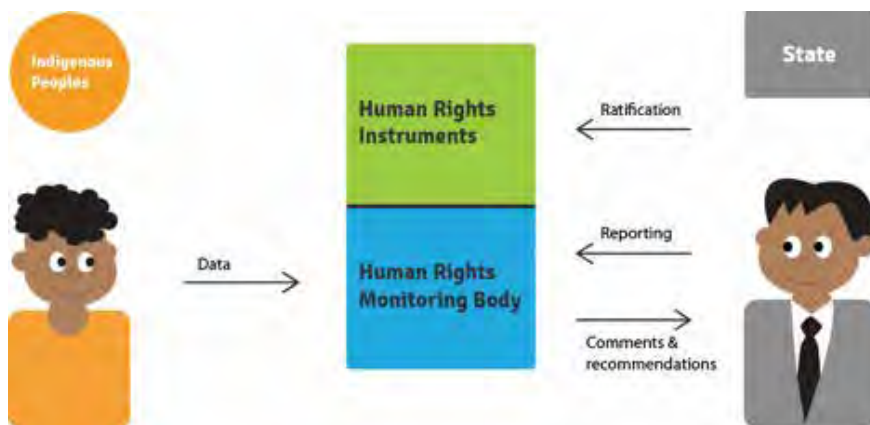 Indigenous
Peoples
State
Human Rights
Instruments
Ratification
Data
Human Rights
Monitoring Body
Reporting
Comments &
recommendations